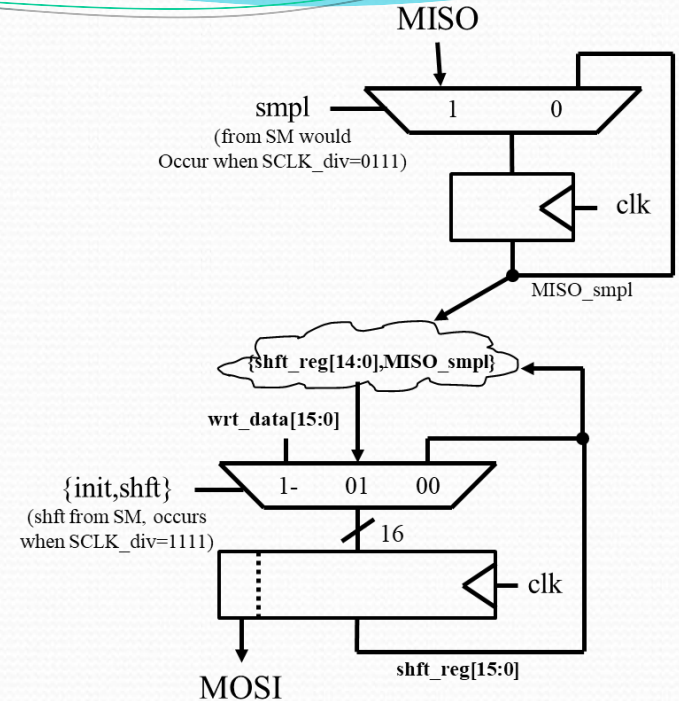 MISO
smpl
(from SM would
Occur when SCLK_div=0111)
1 0
clk
MISO_smpl
{shft_reg[14:0],MISO_smpl}
wrt_data[15:0]
{init,shft}
(shft from SM, occurs
when SCLK_div=1111)
1- 01 00
16
clk
shft_reg[15:0]
MOSI